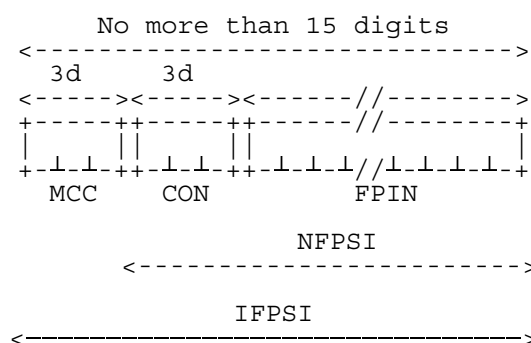 No more than 15 digits
3d 3d
MCC CON FPIN
NFPSI
IFPSI